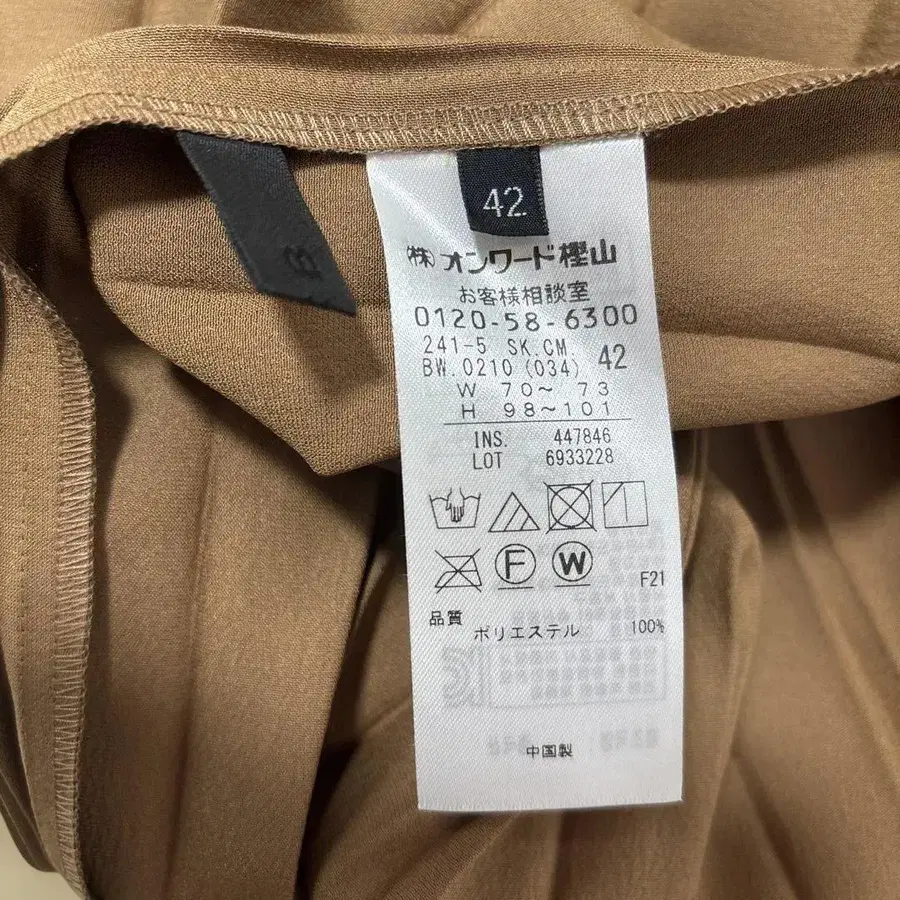 42
(株)オンワード樫山
お客様相談室
0120-58-6300
241-5 SK.CM.
BW.0210 (034) 42
W 70〜 73
H 98〜101
INS. 447846
LOT 6933228
F W
F21
品質
ポリエステル 100%
中国製